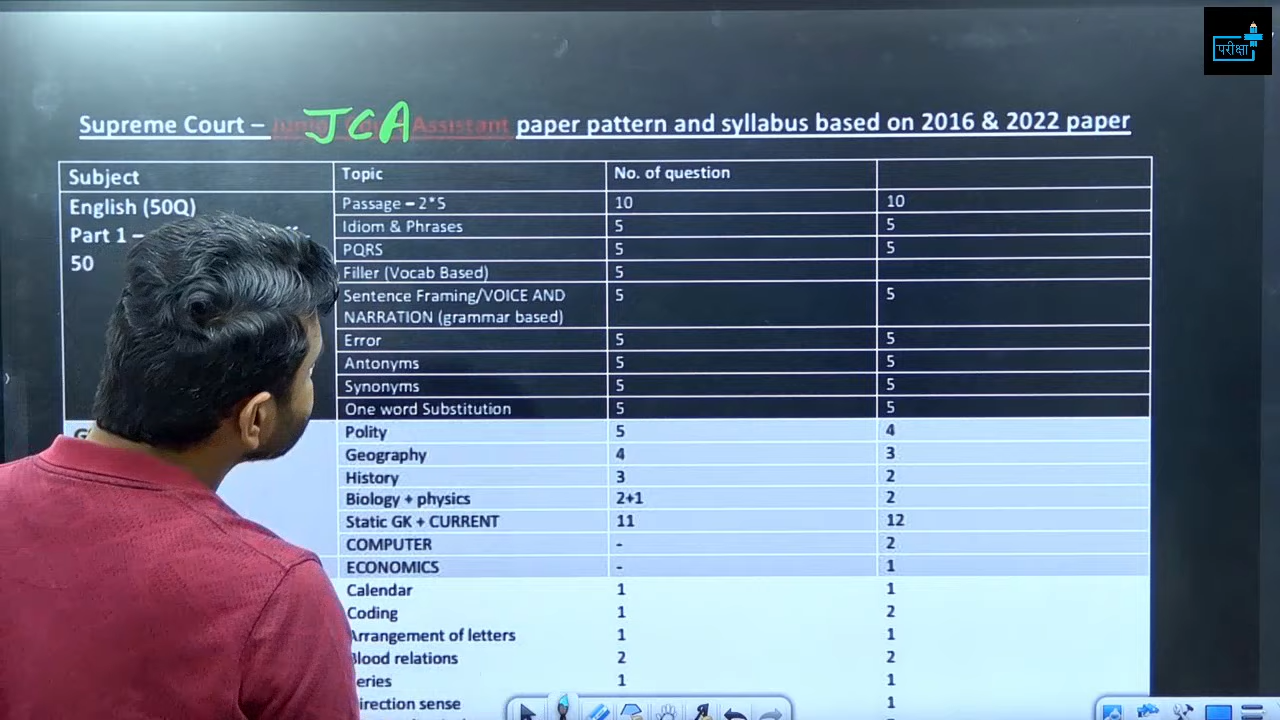 परीक्षा
Supreme Court – JCA Assistant paper pattern and syllabus based on 2016 & 2022 paper
Subject Topic No. of question
English (50Q) Passage – 2*5 10 10
Part 1 – Idiom & Phrases 5 5
50 PQRS 5 5
Filler (Vocab Based) 5
Sentence Framing/VOICE AND 5 5
NARRATION (grammar based)
Error 5 5
Antonyms 5 5
Synonyms 5 5
One word Substitution 5 5
Polity 5 4
Geography 4 3
History 3 2
Biology + physics 2+1 2
Static GK + CURRENT 11 12
COMPUTER - 2
ECONOMICS - 1
Calendar 1 1
Coding 1 2
Arrangement of letters 1 1
Blood relations 2 2
eries 1 1
irection sense 1